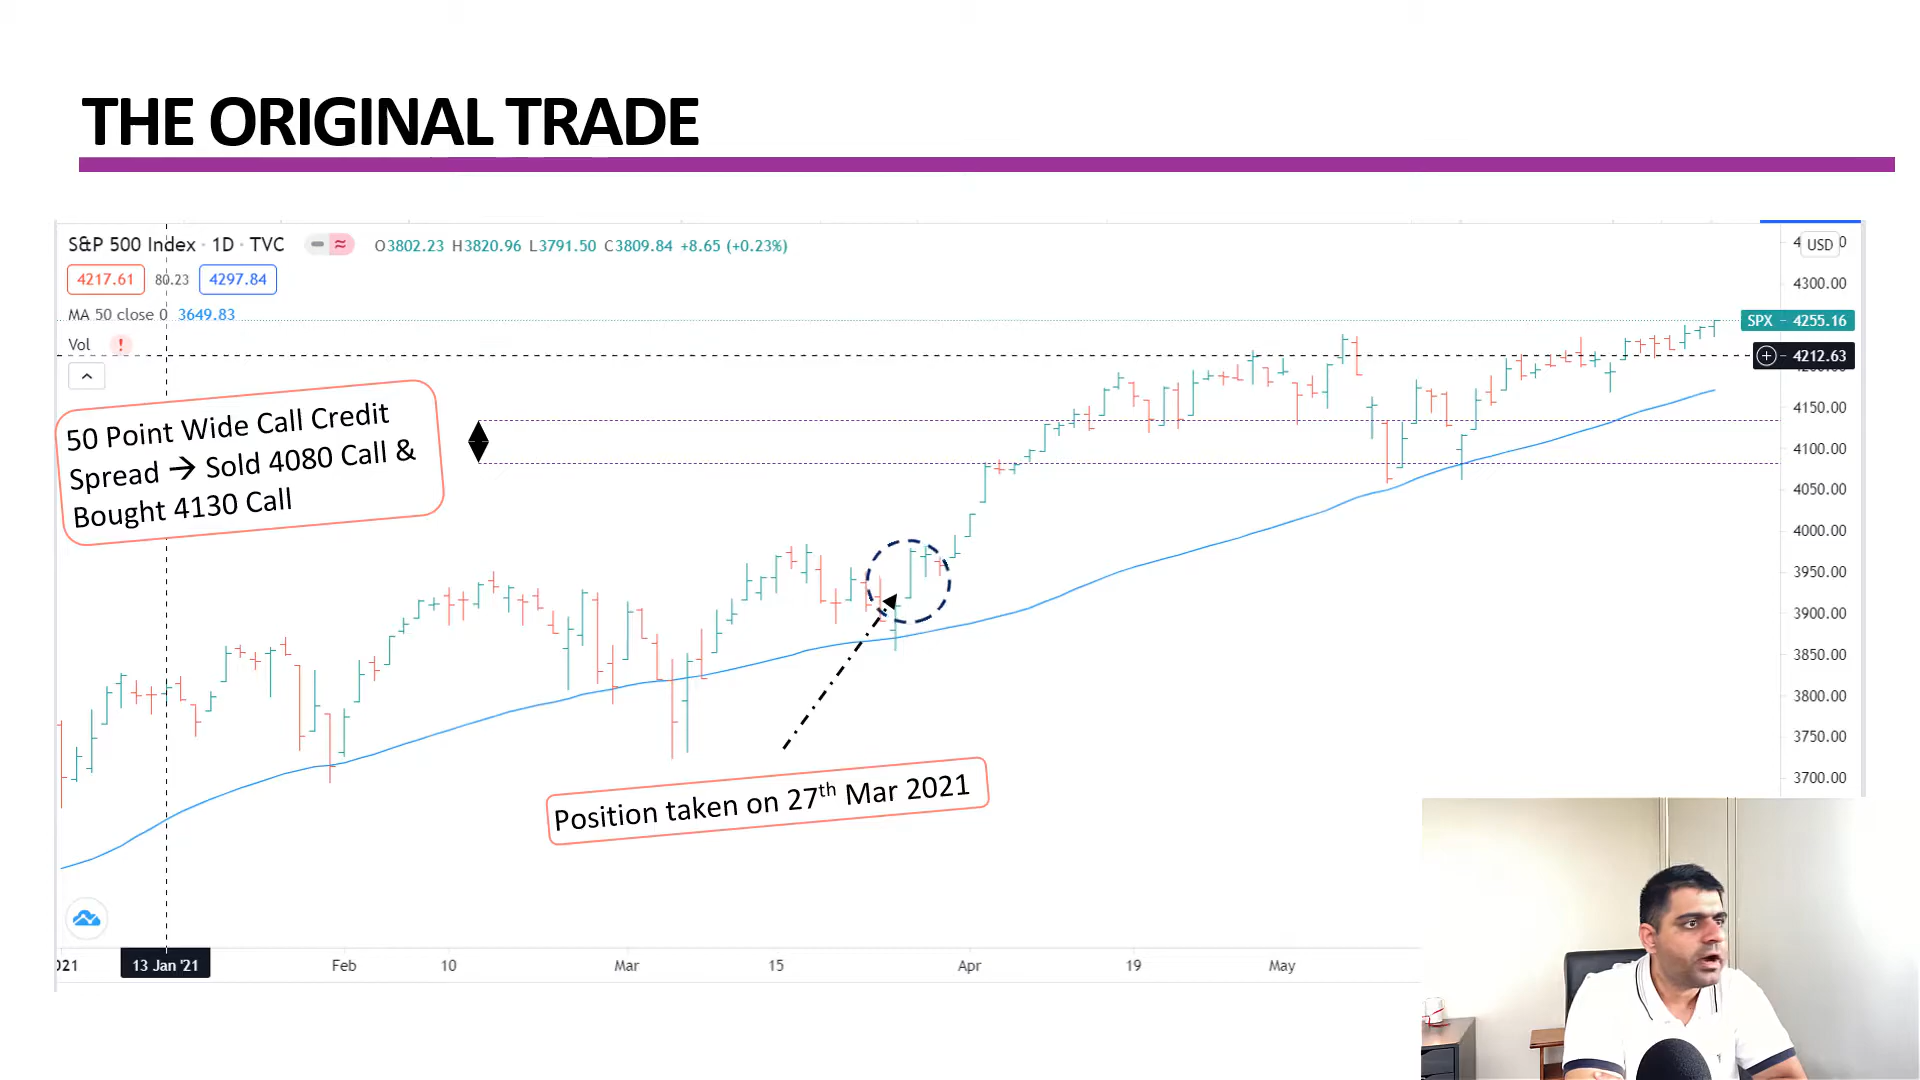 THE ORIGINAL TRADE
S&P 500 Index · 1D · TVC
O3802.23 H3820.96 L3791.50 C3809.84 +8.65 (+0.23%)
4217.61 80.23 4297.84
MA 50 close 0 3649.83
Vol !
50 Point Wide Call Credit
Spread → Sold 4080 Call &
Bought 4130 Call
Position taken on 27th Mar 2021
USD
4300.00
SPX - 4255.16
4212.63
4150.00
4100.00
4050.00
4000.00
3950.00
3900.00
3850.00
3800.00
3750.00
3700.00
021 13 Jan '21 Feb 10 Mar 15 Apr 19 May